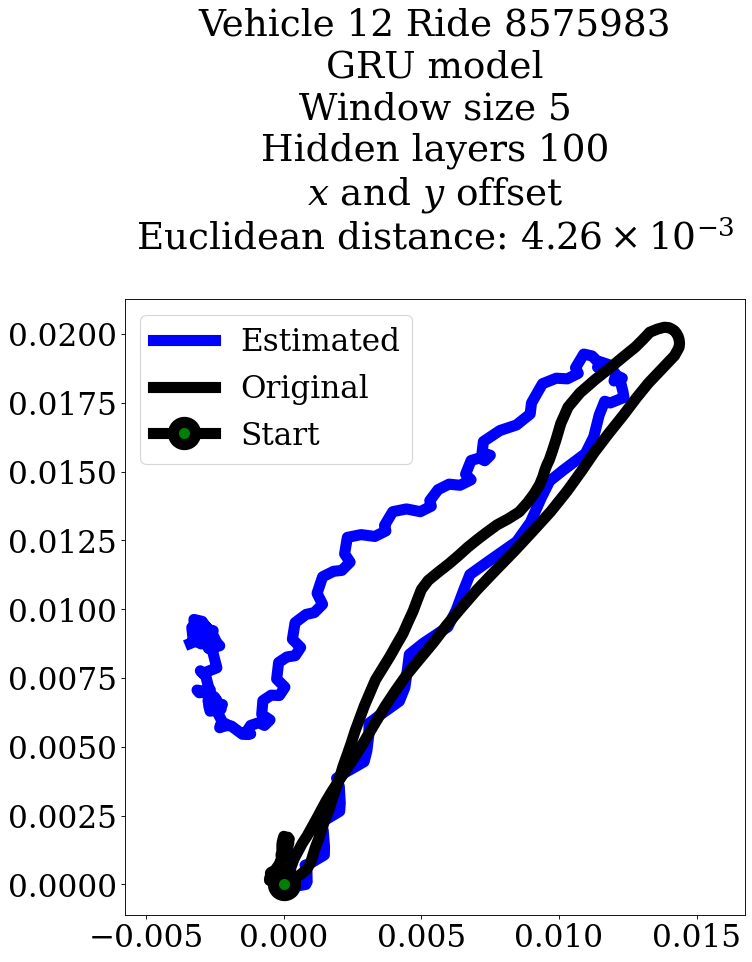 Vehicle 12 Ride 8575983
GRU model
Window size 5
Hidden layers 100
x and y offset
Euclidean distance: 4.26 × 10⁻³
Estimated
Original
Start
0.0200
0.0175
0.0150
0.0125
0.0100
0.0075
0.0050
0.0025
0.0000
−0.005 0.000 0.005 0.010 0.015